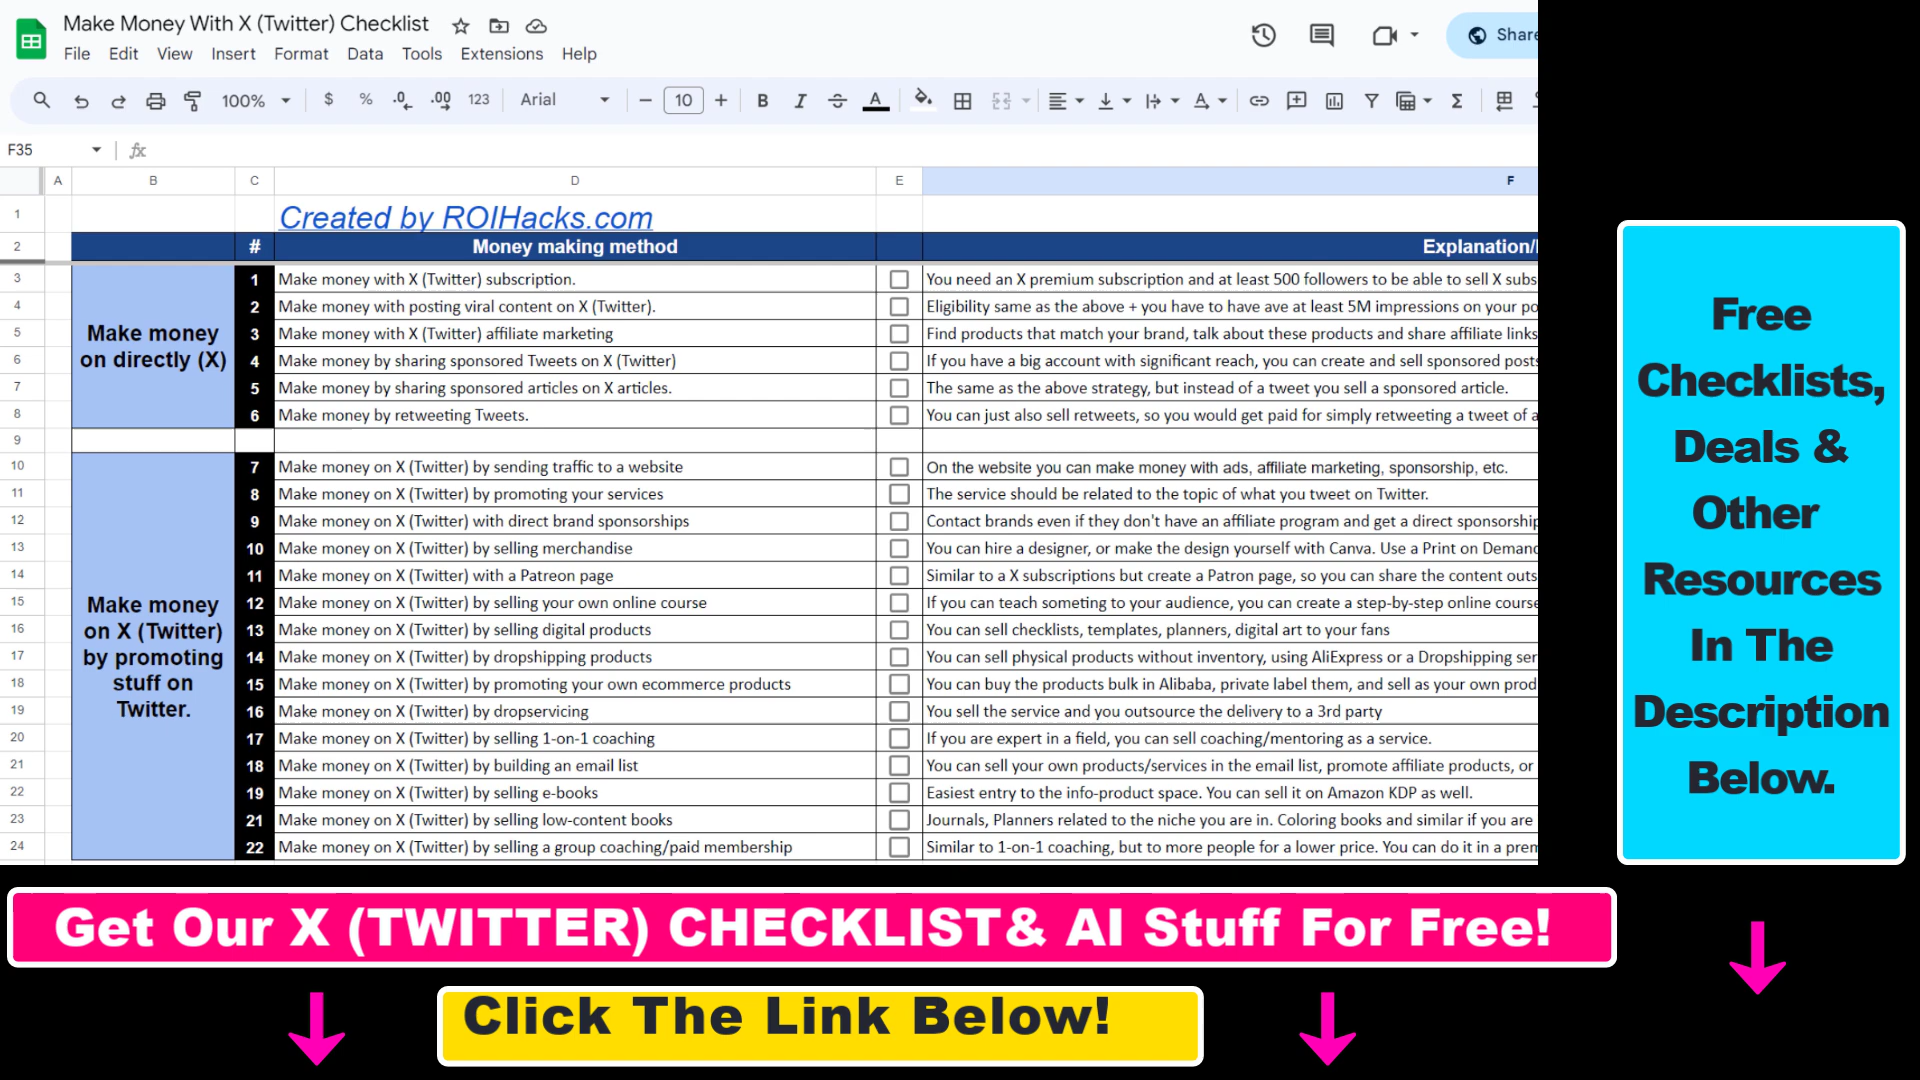 Make Money With X (Twitter) Checklist
File Edit View Insert Format Data Tools Extensions Help
Share
100% $ % .0 .00 123 Arial 10 B I A A Σ
F35 fx
A B C D E F
1 Created by ROIHacks.com
2 # Money making method Explanation/
3 1 Make money with X (Twitter) subscription. You need an X premium subscription and at least 500 followers to be able to sell X subs
4 2 Make money with posting viral content on X (Twitter). Eligibility same as the above + you have to have ave at least 5M impressions on your po
5 3 Make money with X (Twitter) affiliate marketing Find products that match your brand, talk about these products and share affiliate links
6 4 Make money by sharing sponsored Tweets on X (Twitter) If you have a big account with significant reach, you can create and sell sponsored posts
7 5 Make money by sharing sponsored articles on X articles. The same as the above strategy, but instead of a tweet you sell a sponsored article.
8 6 Make money by retweeting Tweets. You can just also sell retweets, so you would get paid for simply retweeting a tweet of a
Make money
on directly (X)
9
10 7 Make money on X (Twitter) by sending traffic to a website On the website you can make money with ads, affiliate marketing, sponsorship, etc.
11 8 Make money on X (Twitter) by promoting your services The service should be related to the topic of what you tweet on Twitter.
12 9 Make money on X (Twitter) with direct brand sponsorships Contact brands even if they don't have an affiliate program and get a direct sponsorship
13 10 Make money on X (Twitter) by selling merchandise You can hire a designer, or make the design yourself with Canva. Use a Print on Demand
14 11 Make money on X (Twitter) with a Patreon page Similar to a X subscriptions but create a Patron page, so you can share the content outs
15 12 Make money on X (Twitter) by selling your own online course If you can teach someting to your audience, you can create a step-by-step online course
16 13 Make money on X (Twitter) by selling digital products You can sell checklists, templates, planners, digital art to your fans
17 14 Make money on X (Twitter) by dropshipping products You can sell physical products without inventory, using AliExpress or a Dropshipping ser
18 15 Make money on X (Twitter) by promoting your own ecommerce products You can buy the products bulk in Alibaba, private label them, and sell as your own prod
19 16 Make money on X (Twitter) by dropservicing You sell the service and you outsource the delivery to a 3rd party
20 17 Make money on X (Twitter) by selling 1-on-1 coaching If you are expert in a field, you can sell coaching/mentoring as a service.
21 18 Make money on X (Twitter) by building an email list You can sell your own products/services in the email list, promote affiliate products, or
22 19 Make money on X (Twitter) by selling e-books Easiest entry to the info-product space. You can sell it on Amazon KDP as well.
23 21 Make money on X (Twitter) by selling low-content books Journals, Planners related to the niche you are in. Coloring books and similar if you are
24 22 Make money on X (Twitter) by selling a group coaching/paid membership Similar to 1-on-1 coaching, but to more people for a lower price. You can do it in a prem
Make money
on X (Twitter)
by promoting
stuff on
Twitter.
Free
Checklists,
Deals &
Other
Resources
In The
Description
Below.
Get Our X (TWITTER) CHECKLIST& AI Stuff For Free!
Click The Link Below!